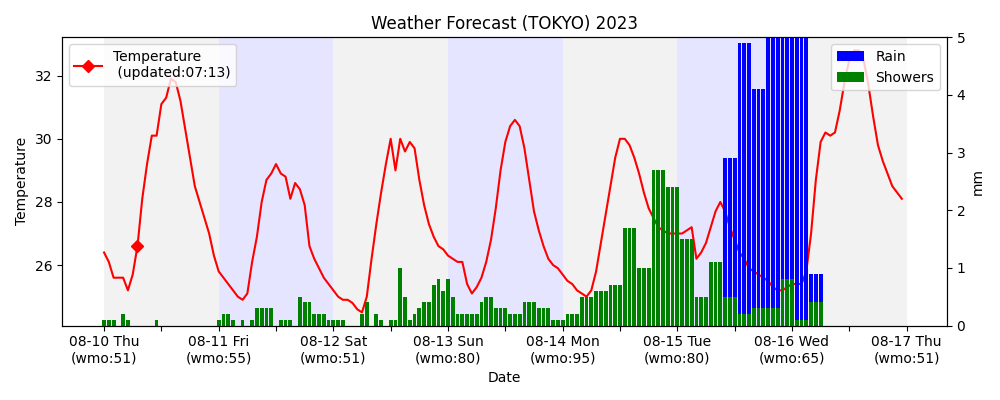 Weather Forecast (TOKYO) 2023
Temperature
(updated:07:13)
Rain
Showers
Temperature
32
30
28
26
mm
5
4
3
2
1
0
08-10 Thu
(wmo:51)
08-11 Fri
(wmo:55)
08-12 Sat
(wmo:51)
08-13 Sun
(wmo:80)
08-14 Mon
(wmo:95)
08-15 Tue
(wmo:80)
08-16 Wed
(wmo:65)
08-17 Thu
(wmo:51)
Date